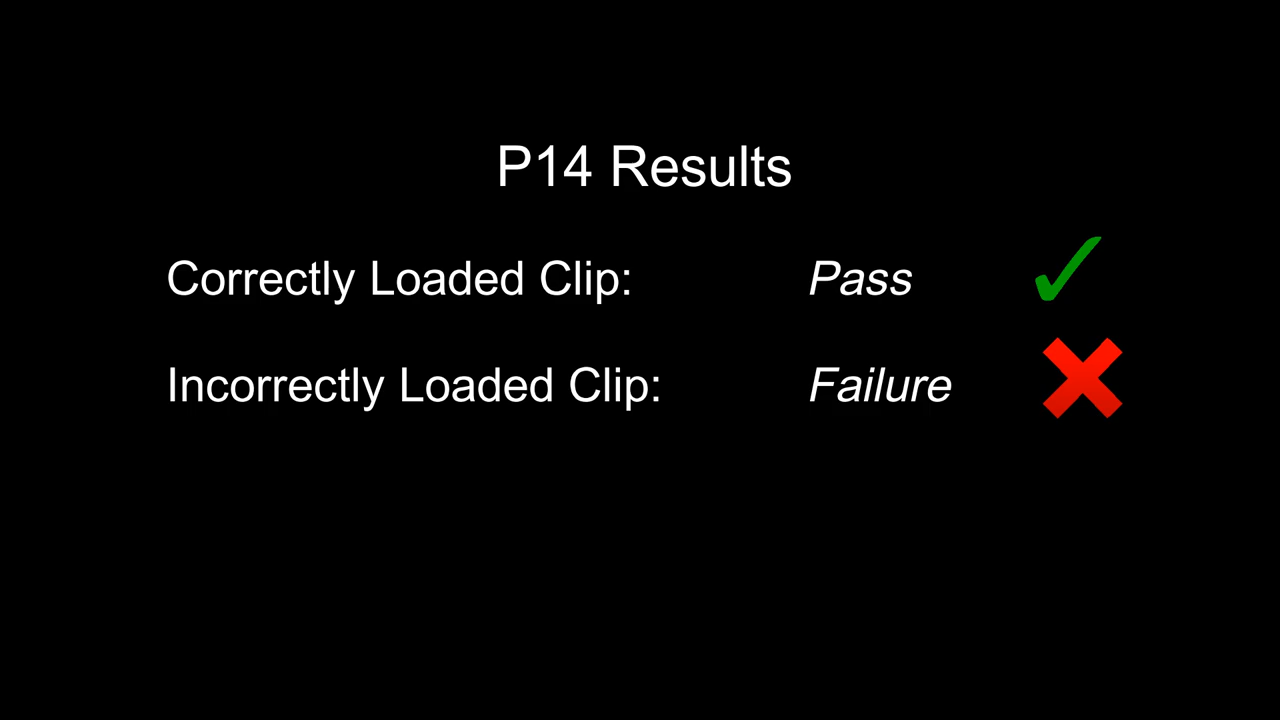 P14 Results
Correctly Loaded Clip: Pass
Incorrectly Loaded Clip: Failure